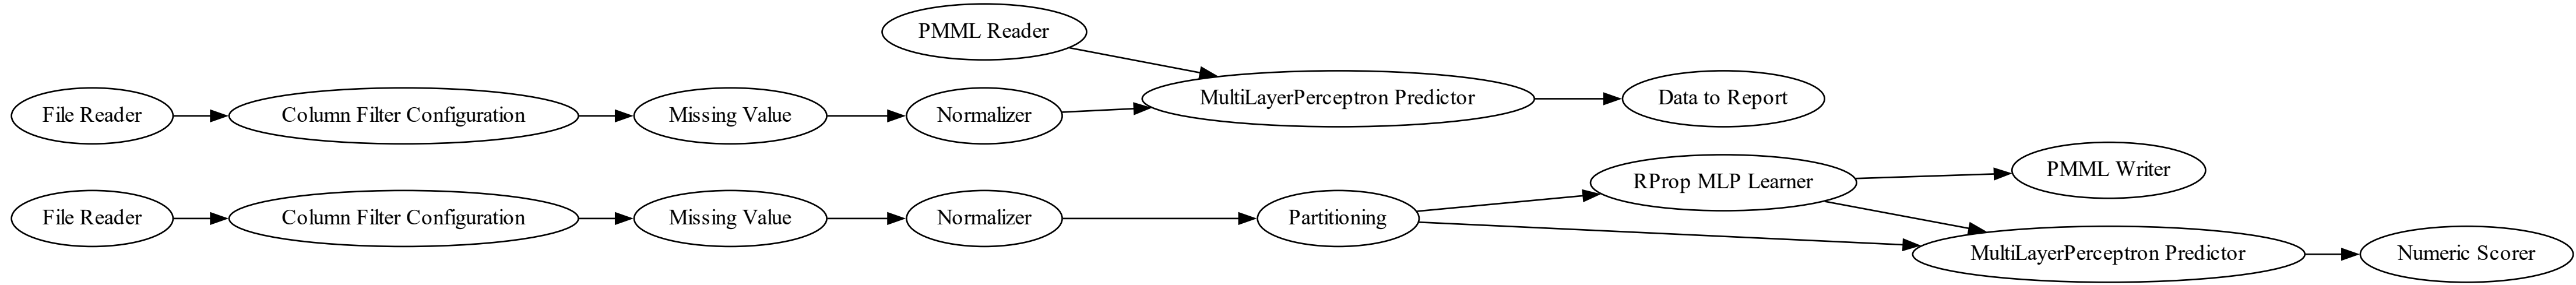 PMML Reader
File Reader
Column Filter Configuration
Missing Value
Normalizer
MultiLayerPerceptron Predictor
Data to Report
File Reader
Column Filter Configuration
Missing Value
Normalizer
Partitioning
RProp MLP Learner
PMML Writer
MultiLayerPerceptron Predictor
Numeric Scorer